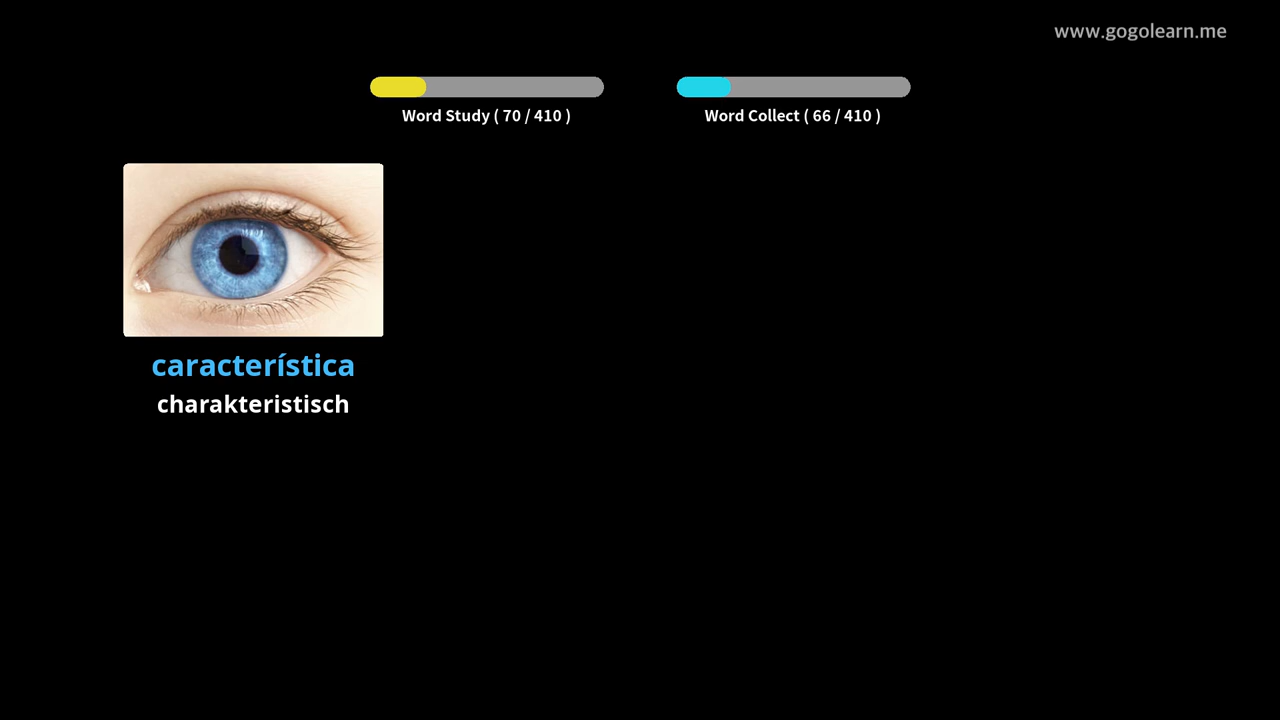 www.gogolearn.me
Word Study ( 70 / 410 )
Word Collect ( 66 / 410 )
característica
charakteristisch